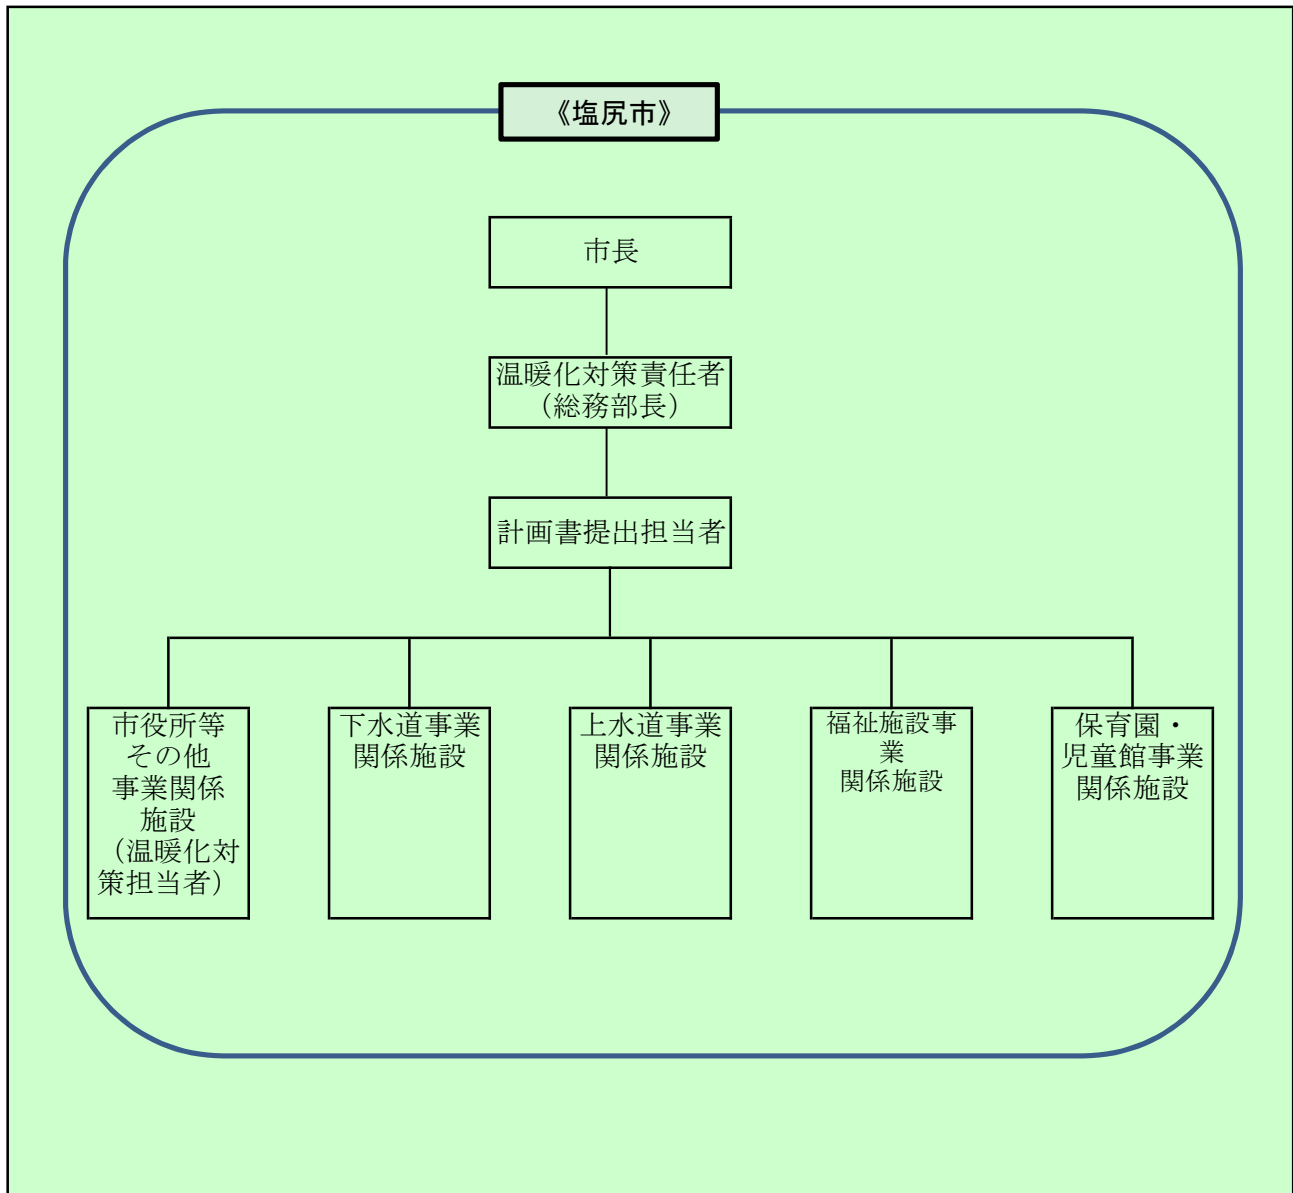 《塩尻市》
市長
温暖化対策責任者
（総務部長）
計画書提出担当者
市役所等
その他
事業関係
施設
（温暖化対
策担当者）
下水道事業
関係施設
上水道事業
関係施設
福祉施設事
業
関係施設
保育園・
児童館事業
関係施設